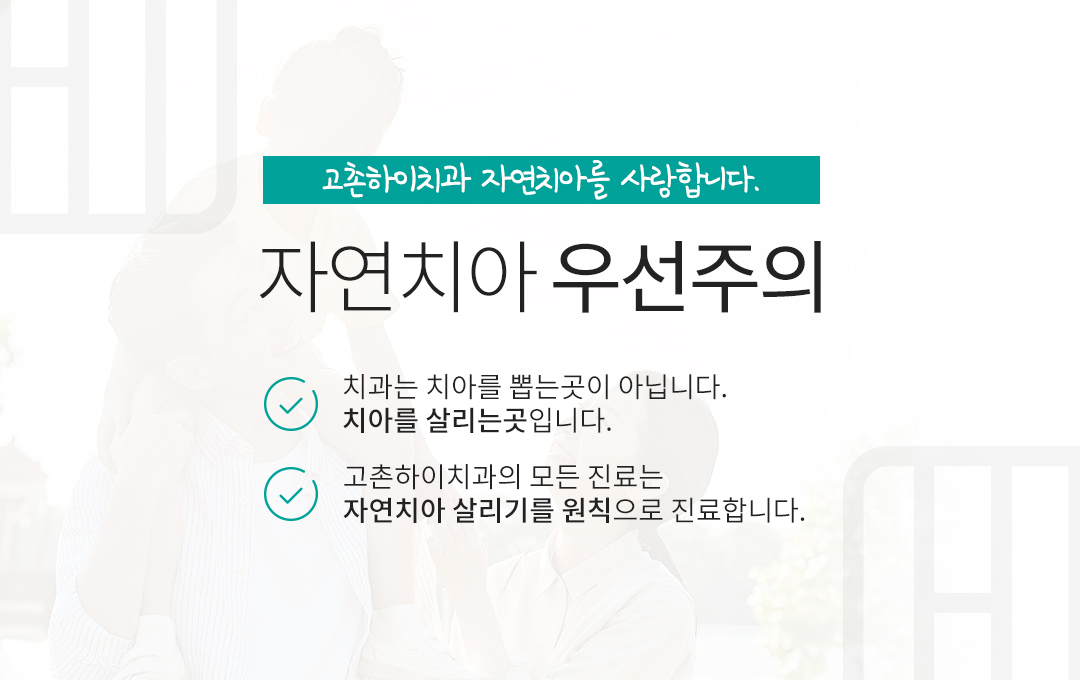 고촌하이치과 자연치아를 사랑합니다.
자연치아 우선주의
치과는 치아를 뽑는곳이 아닙니다.
치아를 살리는곳입니다.
고촌하이치과의 모든 진료는
자연치아 살리기를 원칙으로 진료합니다.